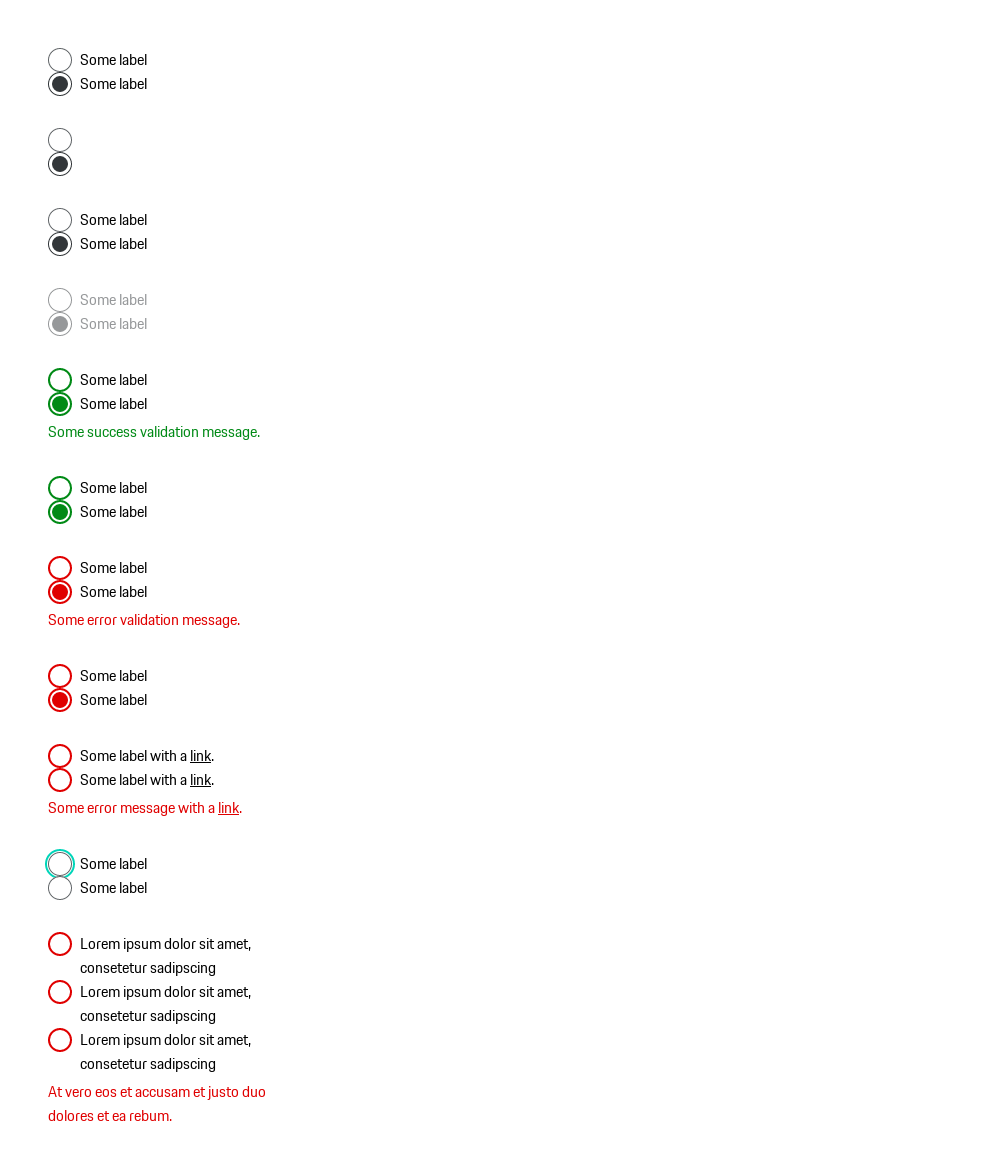 Some label
Some label
Some label
Some label
Some label
Some label
Some label
Some label
Some success validation message.
Some label
Some label
Some label
Some label
Some error validation message.
Some label
Some label
Some label with a link.
Some label with a link.
Some error message with a link.
Some label
Some label
Lorem ipsum dolor sit amet,
consetetur sadipscing
Lorem ipsum dolor sit amet,
consetetur sadipscing
Lorem ipsum dolor sit amet,
consetetur sadipscing
At vero eos et accusam et justo duo
dolores et ea rebum.